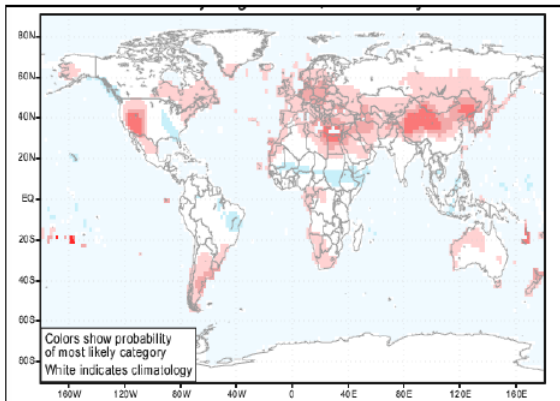 80N
60N
40N
20N
EQ
20S
40S
60S
80S
Colors show probability
of most likely category
White indicates climatology
160W 120W 80W 40W 0 40E 80E 120E 160E